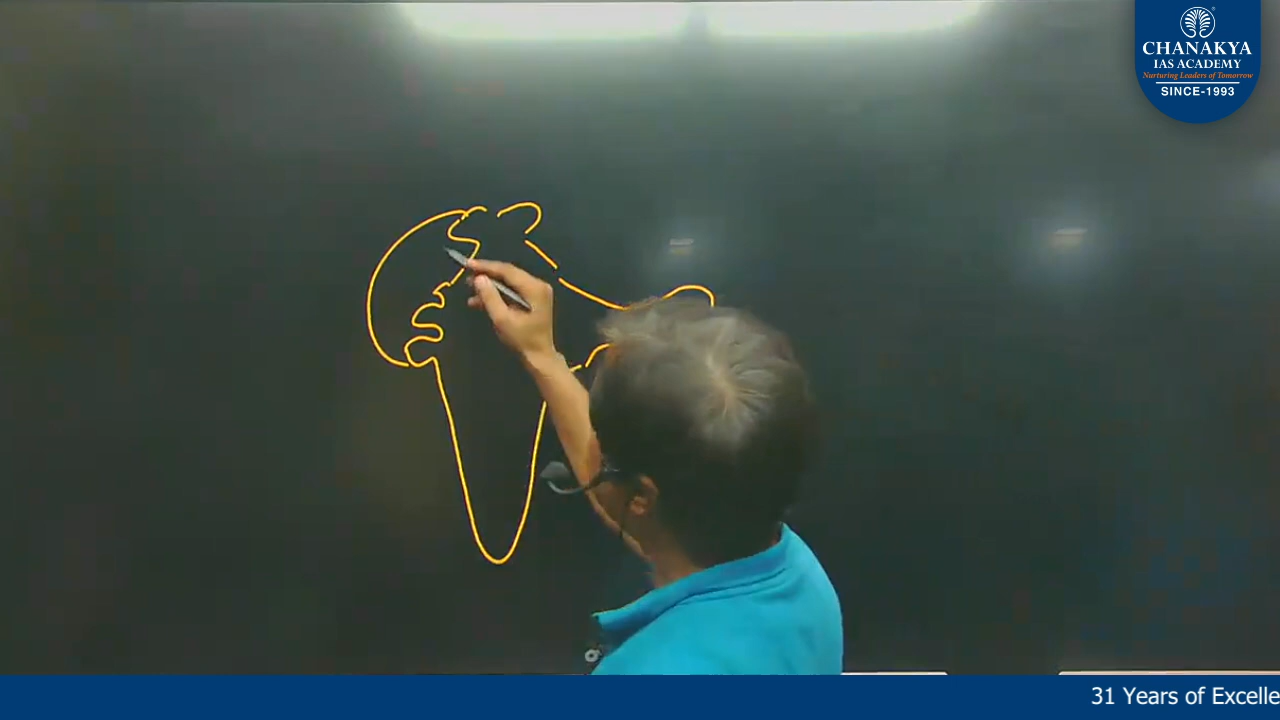 CHANAKYA
IAS ACADEMY
Nurturing Leaders of Tomorrow
SINCE-1993
31 Years of Excelle